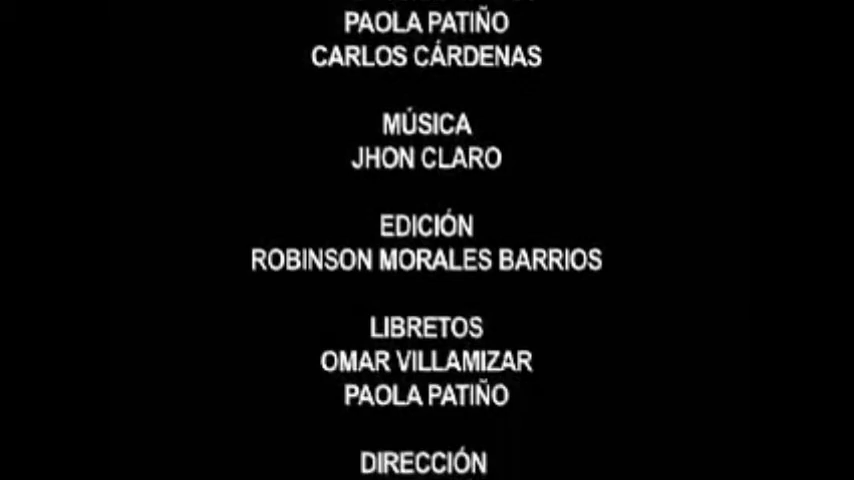 PAOLA PATIÑO
CARLOS CÁRDENAS
MÚSICA
JHON CLARO
EDICIÓN
ROBINSON MORALES BARRIOS
LIBRETOS
OMAR VILLAMIZAR
PAOLA PATIÑO
DIRECCIÓN